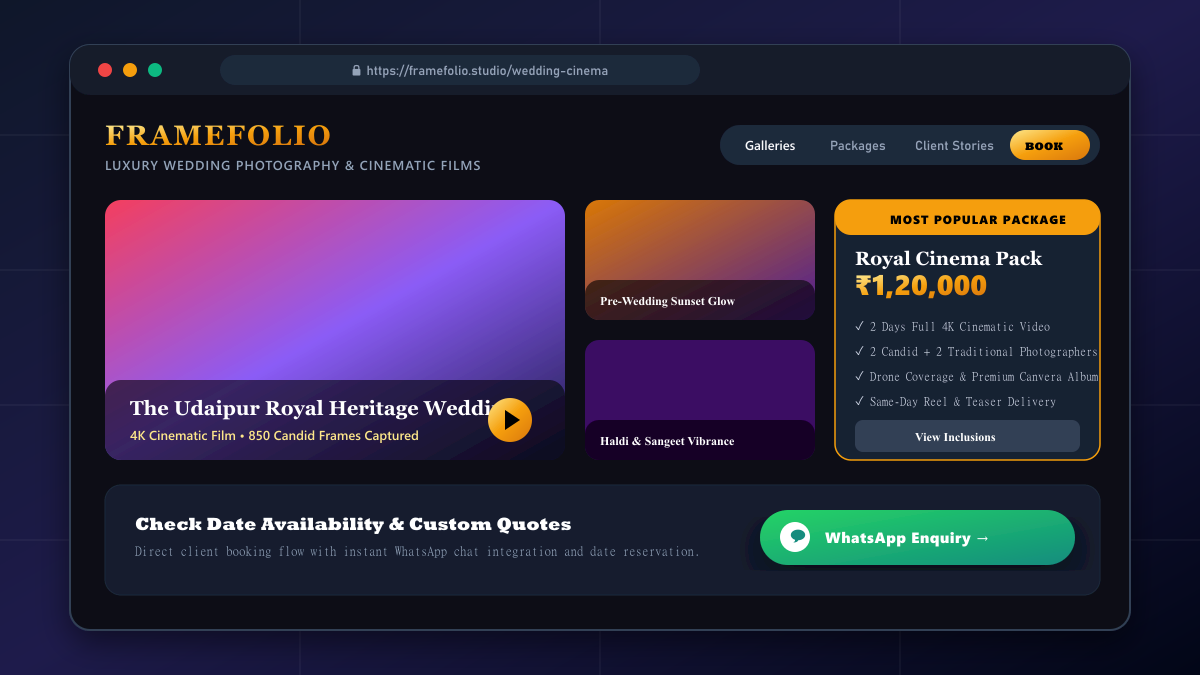 https://framefolio.studio/wedding-cinema
FRAMEFOLIO
LUXURY WEDDING PHOTOGRAPHY & CINEMATIC FILMS
Galleries
Packages
Client Stories
BOOK
The Udaipur Royal Heritage Weddi
4K Cinematic Film • 850 Candid Frames Captured
Pre-Wedding Sunset Glow
Haldi & Sangeet Vibrance
MOST POPULAR PACKAGE
Royal Cinema Pack
₹1,20,000
✓ 2 Days Full 4K Cinematic Video
✓ 2 Candid + 2 Traditional Photographers
✓ Drone Coverage & Premium Canvera Album
✓ Same-Day Reel & Teaser Delivery
View Inclusions
Check Date Availability & Custom Quotes
Direct client booking flow with instant WhatsApp chat integration and date reservation.
WhatsApp Enquiry →